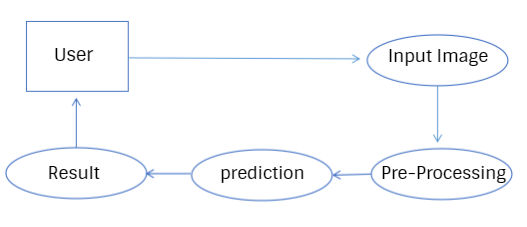 User
Input Image
Pre-Processing
prediction
Result